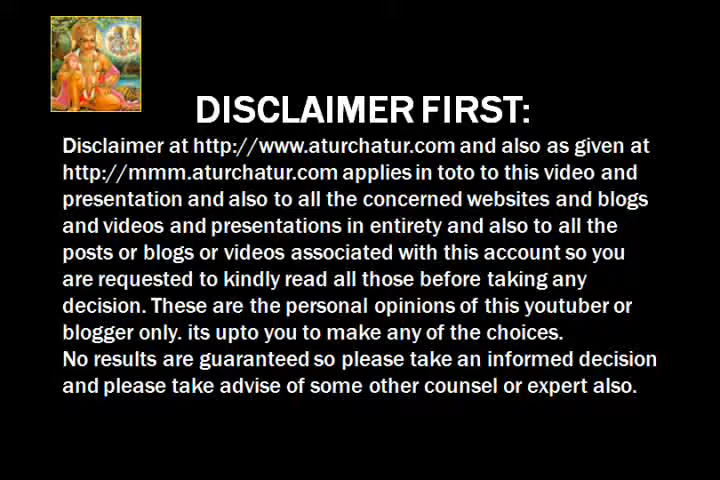 DISCLAIMER FIRST:
Disclaimer at http://www.aturchatur.com and also as given at
http://mmm.aturchatur.com applies in toto to this video and
presentation and also to all the concerned websites and blogs
and videos and presentations in entirety and also to all the
posts or blogs or videos associated with this account so you
are requested to kindly read all those before taking any
decision. These are the personal opinions of this youtuber or
blogger only. its upto you to make any of the choices.
No results are guaranteed so please take an informed decision
and please take advise of some other counsel or expert also.